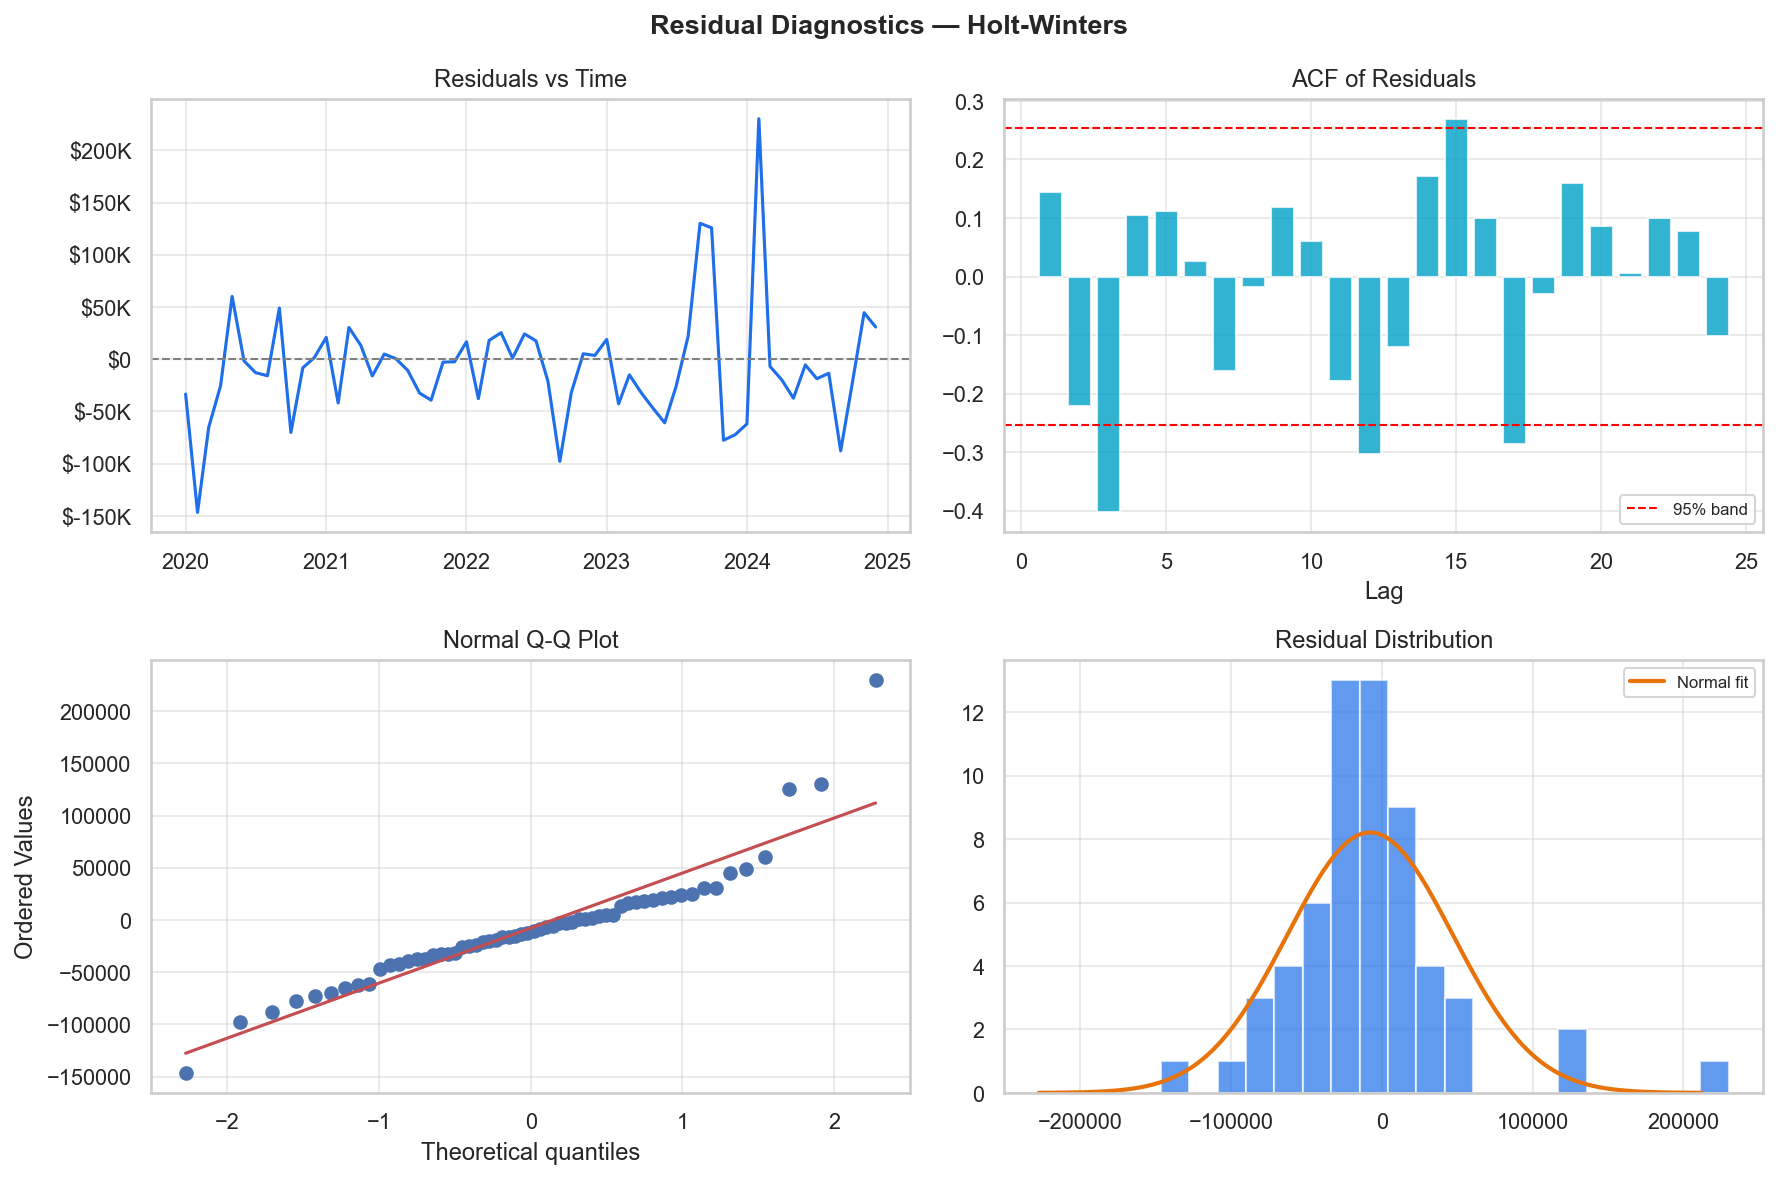 Residual Diagnostics — Holt-Winters
Residuals vs Time
$200K
$150K
$100K
$50K
$0
$-50K
$-100K
$-150K
2020 2021 2022 2023 2024 2025
ACF of Residuals
0.3
0.2
0.1
0.0
−0.1
−0.2
−0.3
−0.4
95% band
0 5 10 15 20 25
Lag
Normal Q-Q Plot
Ordered Values
200000
150000
100000
50000
0
−50000
−100000
−150000
−2 −1 0 1 2
Theoretical quantiles
Residual Distribution
Normal fit
12
10
8
6
4
2
0
−200000 −100000 0 100000 200000